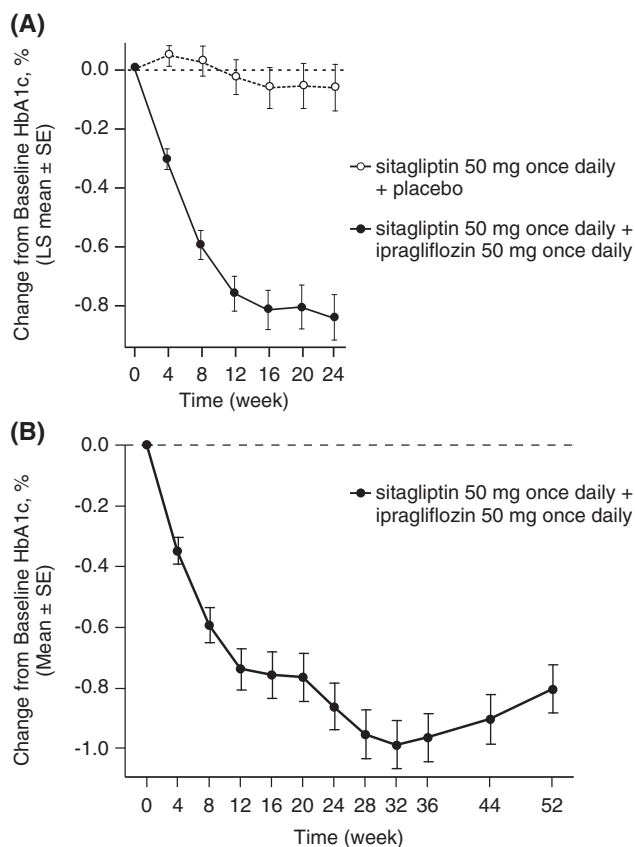 (A)
Change from Baseline HbA1c, %
(LS mean ± SE)
0.0
-0.2
-0.4
-0.6
-0.8
0 4 8 12 16 20 24
Time (week)
sitagliptin 50 mg once daily
+ placebo
sitagliptin 50 mg once daily +
ipragliflozin 50 mg once daily
(B)
Change from Baseline HbA1c, %
(Mean ± SE)
0.0
-0.2
-0.4
-0.6
-0.8
-1.0
0 4 8 12 16 20 24 28 32 36 44 52
Time (week)
sitagliptin 50 mg once daily +
ipragliflozin 50 mg once daily